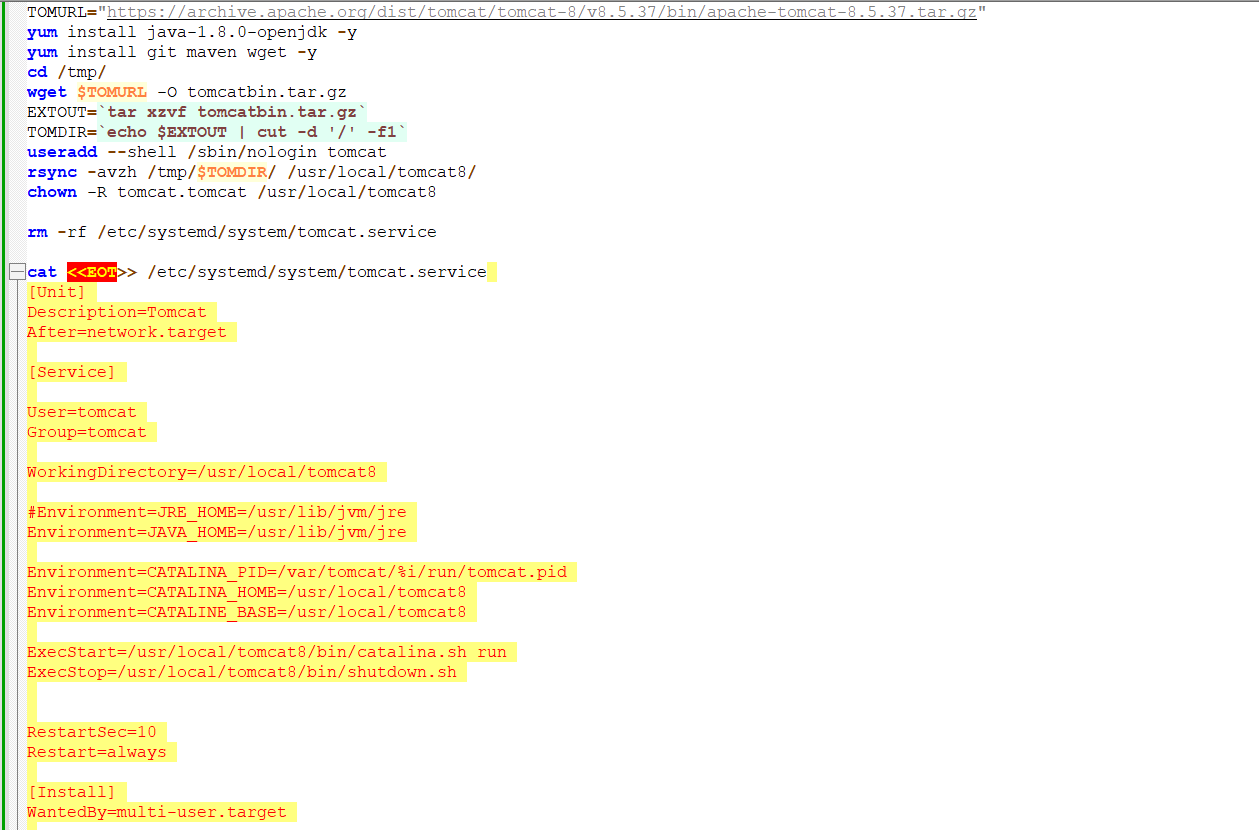 TOMURL="https://archive.apache.org/dist/tomcat/tomcat-8/v8.5.37/bin/apache-tomcat-8.5.37.tar.gz"
yum install java-1.8.0-openjdk -y
yum install git maven wget -y
cd /tmp/
wget $TOMURL -O tomcatbin.tar.gz
EXTOUT=`tar xzvf tomcatbin.tar.gz`
TOMDIR=`echo $EXTOUT | cut -d '/' -f1`
useradd --shell /sbin/nologin tomcat
rsync -avzh /tmp/$TOMDIR/ /usr/local/tomcat8/
chown -R tomcat.tomcat /usr/local/tomcat8
rm -rf /etc/systemd/system/tomcat.service
cat <<EOT>> /etc/systemd/system/tomcat.service
[Unit]
Description=Tomcat
After=network.target
[Service]
User=tomcat
Group=tomcat
WorkingDirectory=/usr/local/tomcat8
#Environment=JRE_HOME=/usr/lib/jvm/jre
Environment=JAVA_HOME=/usr/lib/jvm/jre
Environment=CATALINA_PID=/var/tomcat/%i/run/tomcat.pid
Environment=CATALINA_HOME=/usr/local/tomcat8
Environment=CATALINE_BASE=/usr/local/tomcat8
ExecStart=/usr/local/tomcat8/bin/catalina.sh run
ExecStop=/usr/local/tomcat8/bin/shutdown.sh
RestartSec=10
Restart=always
[Install]
WantedBy=multi-user.target